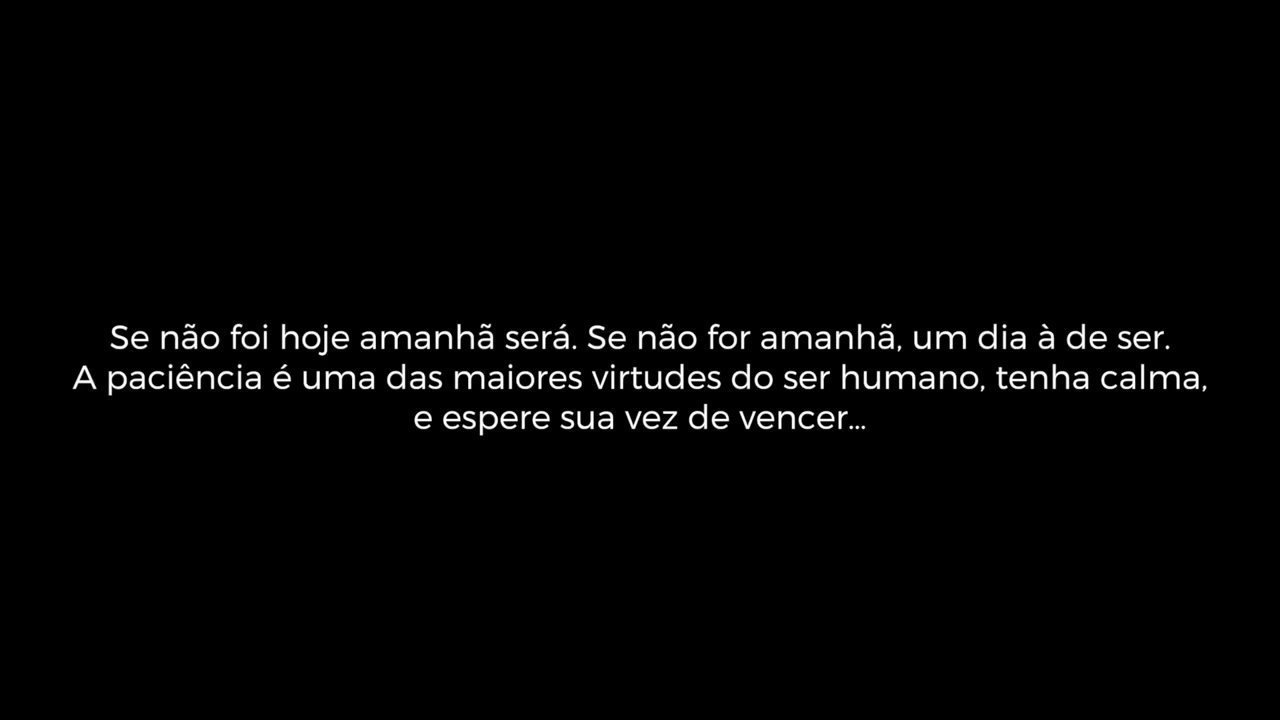 Se não foi hoje amanhã será. Se não for amanhã, um dia à de ser.
A paciência é uma das maiores virtudes do ser humano, tenha calma,
e espere sua vez de vencer...